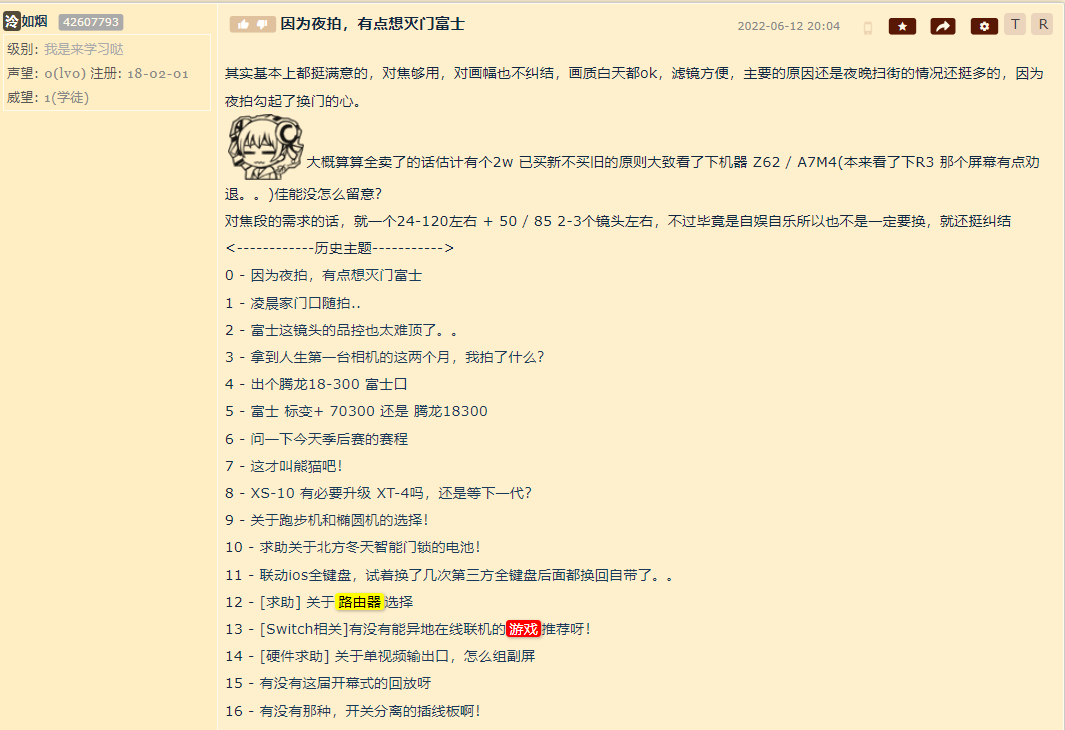 冷如烟 42607793
级别: 我是来学习哒
声望: 0(lv0) 注册: 18-02-01
威望: 1(学徒)
因为夜拍，有点想灭门富士
2022-06-12 20:04
T R
其实基本上都挺满意的，对焦够用，对画幅也不纠结，画质白天都ok，滤镜方便，主要的原因还是夜晚扫街的情况还挺多的，因为
夜拍勾起了换门的心。
大概算算全卖了的话估计有个2w 已买新不买旧的原则大致看了下机器 Z62 / A7M4(本来看了下R3 那个屏幕有点劝
退。。)佳能没怎么留意?
对焦段的需求的话，就一个24-120左右 + 50 / 85 2-3个镜头左右，不过毕竟是自娱自乐所以也不是一定要换，就还挺纠结
<------------历史主题----------->
0 - 因为夜拍，有点想灭门富士
1 - 凌晨家门口随拍..
2 - 富士这镜头的品控也太难顶了。。
3 - 拿到人生第一台相机的这两个月，我拍了什么?
4 - 出个腾龙18-300 富士口
5 - 富士 标变+ 70300 还是 腾龙18300
6 - 问一下今天季后赛的赛程
7 - 这才叫熊猫吧!
8 - XS-10 有必要升级 XT-4吗，还是等下一代?
9 - 关于跑步机和椭圆机的选择!
10 - 求助关于北方冬天智能门锁的电池!
11 - 联动ios全键盘，试着换了几次第三方全键盘后面都换回自带了。。
12 - [求助] 关于路由器选择
13 - [Switch相关]有没有能异地在线联机的游戏推荐呀!
14 - [硬件求助] 关于单视频输出口，怎么组副屏
15 - 有没有这届开幕式的回放呀
16 - 有没有那种，开关分离的插线板啊!